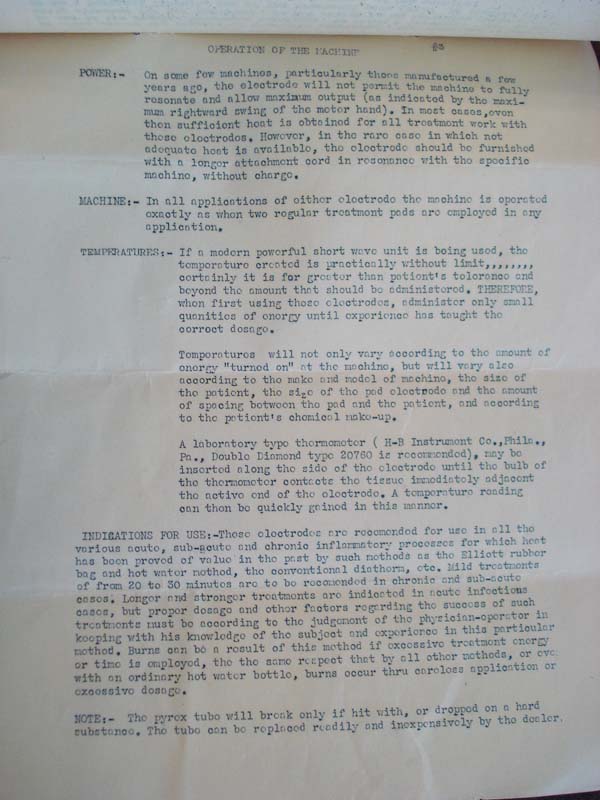 OPERATION OF THE MACHINE #3
POWER:- On some few machines, particularly those manufactured a few
years ago, the electrode will not permit the machine to fully
resonate and allow maximum output (as indicated by the maxi-
mum rightward swing of the motor hand). In most cases, even
then sufficient heat is obtained for all treatment work with
these electrodes. However, in the rare case in which not
adequate heat is available, the electrode should be furnished
with a longer attachment cord in resonance with the specific
machine, without charge.
MACHINE:- In all applications of either electrode the machine is operated
exactly as when two regular treatment pads are employed in any
application.
TEMPERATURES:- If a modern powerful short wave unit is being used, the
temperature created is practically without limit,,,,,,,,
certainly it is far greater than patient's tolerance and
beyond the amount that should be administered. THEREFORE,
when first using these electrodes, administer only small
quanities of energy until experience has taught the
correct dosage.
Temperatures will not only vary according to the amount of
energy "turned on" at the machine, but will vary also
according to the make and model of machine, the size of
the patient, the size of the pad electrode and the amount
of spacing between the pad and the patient, and according
to the patient's chemical make-up.
A laboratory type thermometer ( H-B Instrument Co.,Phila.,
Pa., Double Diamond type 20760 is recommended), may be
inserted along the side of the electrode until the bulb of
the thermometer contacts the tissue immediately adjacent
the active end of the electrode. A temperature reading
can then be quickly gained in this manner.
INDICATIONS FOR USE:-These electrodes are recomended for use in all the
various acute, sub-acute and chronic inflammatory processes for which heat
has been proved of value in the past by such methods as the Elliott rubber
bag and hot water method, the conventional diatherm, etc. Mild treatments
of from 20 to 30 minutes are to be recomended in chronic and sub-acute
cases. Longer and stronger treatments are indicated in acute infections
cases, but proper dosage and other factors regarding the success of such
treatments must be according to the judgement of the physician-operator in
keeping with his knowledge of the subject and experience in this particular
method. Burns can be a result of this method if excessive treatment energy
or time is employed, the the same respect that by all other methods, or eve
with an ordinary hot water bottle, burns occur thru careless application or
excessive dosage.
NOTE:- The pyrex tube will break only if hit with, or dropped on a hard
substance. The tube can be replaced readily and inexpensively by the dealer.